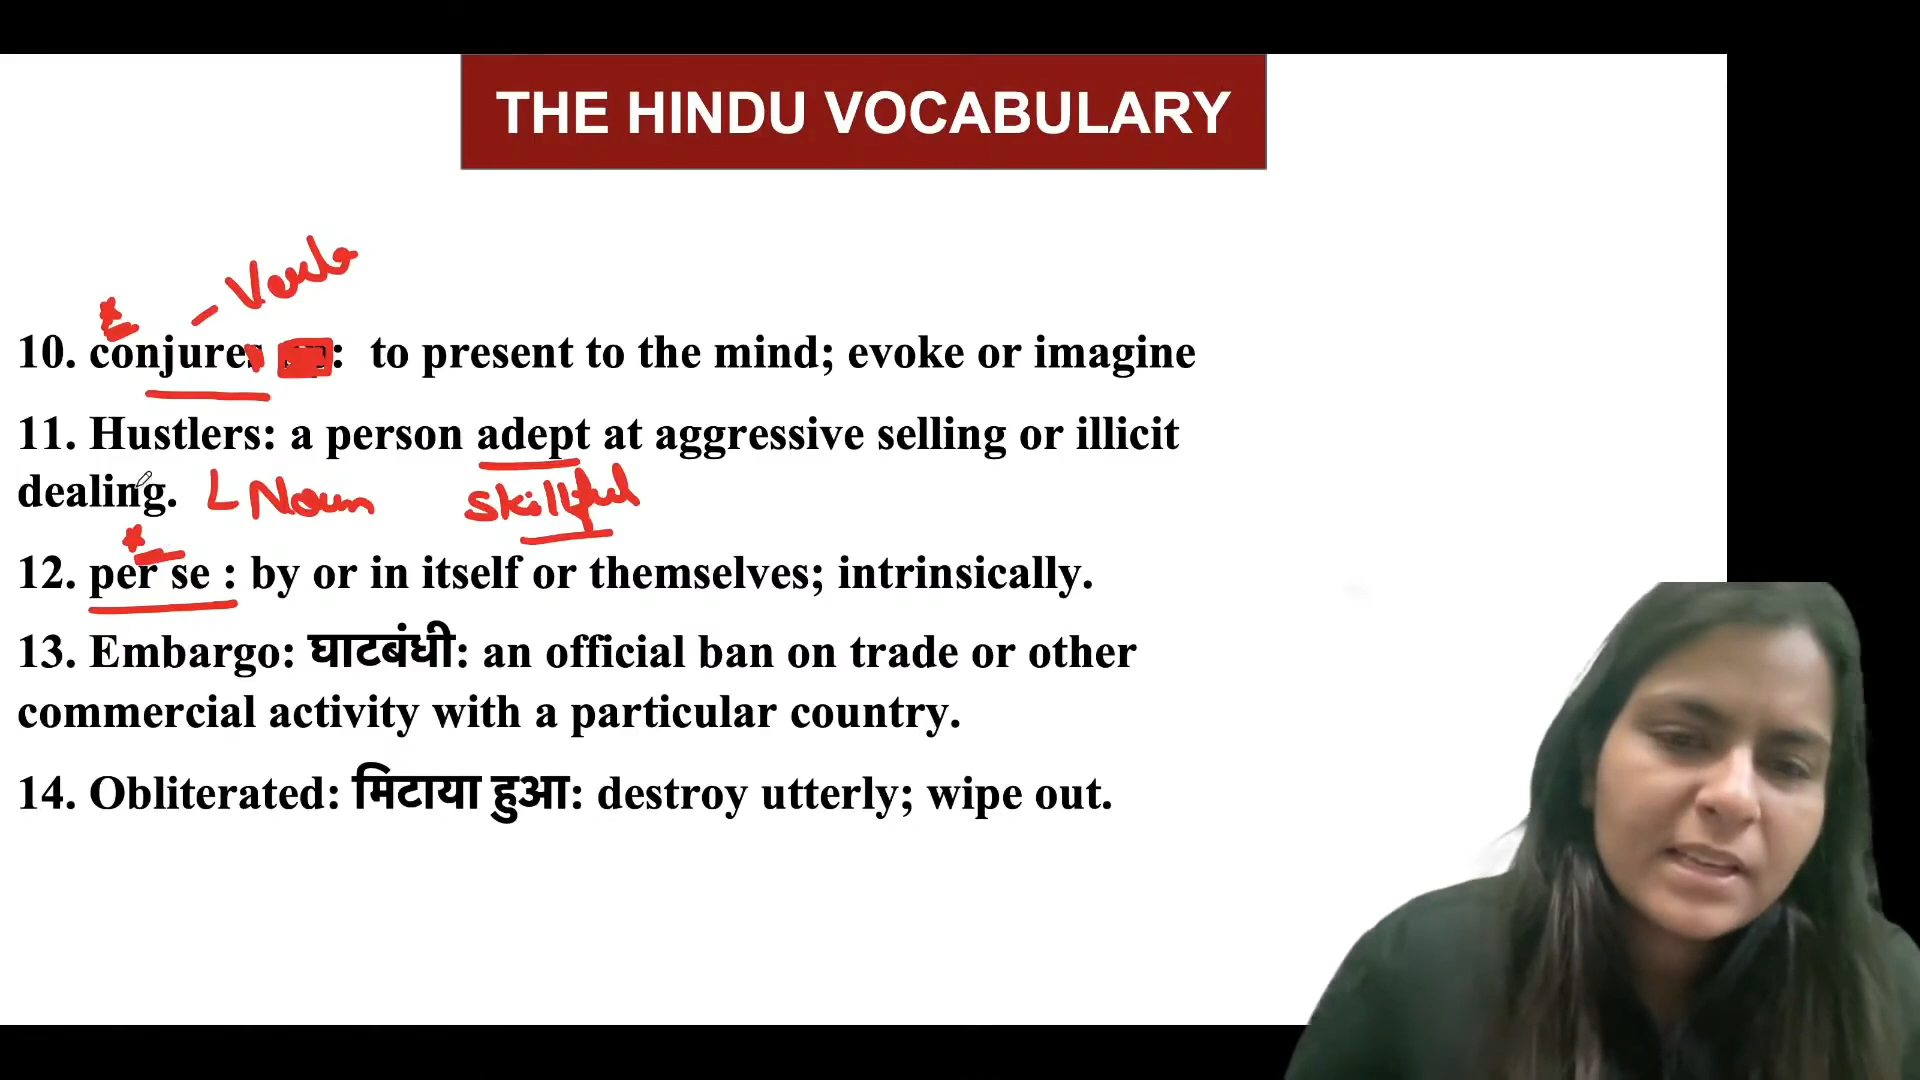 THE HINDU VOCABULARY
- Verb
10. conjures : to present to the mind; evoke or imagine
11. Hustlers: a person adept at aggressive selling or illicit
dealing. Noun skillful
12. per se : by or in itself or themselves; intrinsically.
13. Embargo: घाटबंधी: an official ban on trade or other
commercial activity with a particular country.
14. Obliterated: मिटाया हुआ: destroy utterly; wipe out.